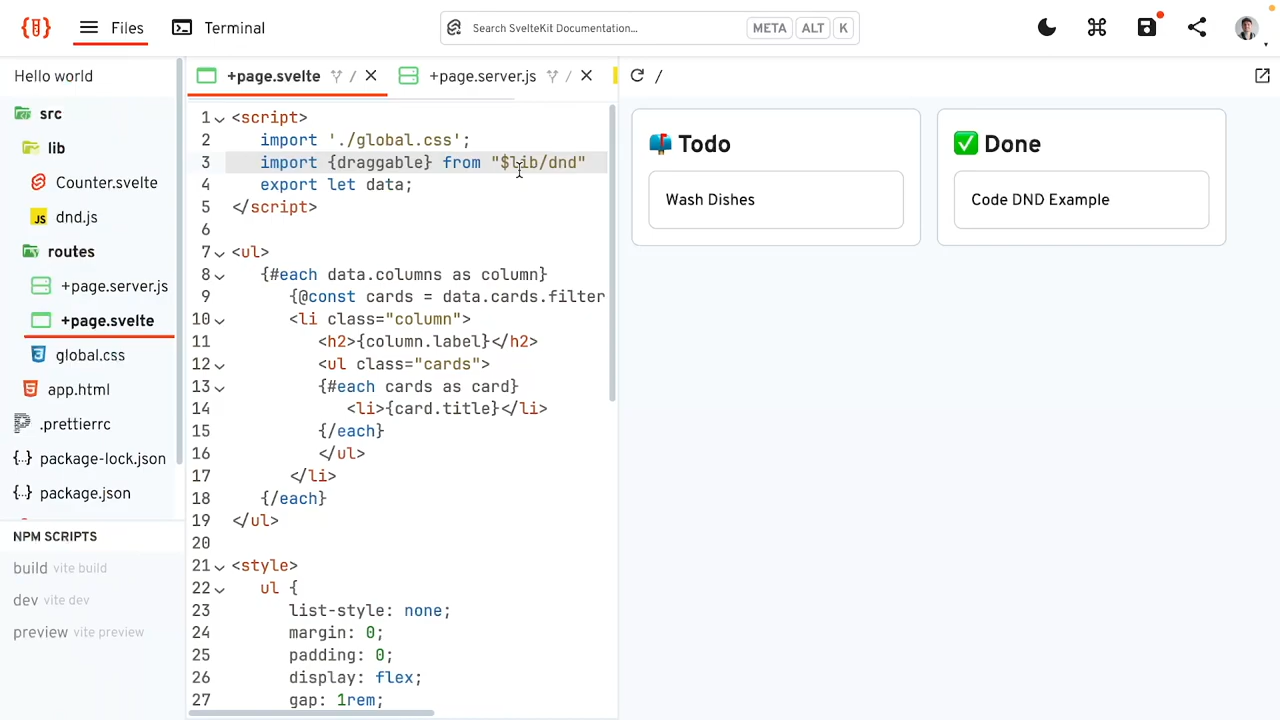 Files
Terminal
Search SvelteKit Documentation...
META
ALT
K
Hello world
src
lib
Counter.svelte
JS
dnd.js
routes
+page.server.js
+page.svelte
global.css
app.html
.prettierrc
{..} package-lock.json
{..} package.json
NPM SCRIPTS
build vite build
dev vite dev
preview vite preview
+page.svelte /
+page.server.js /
1 <script>
2 import './global.css';
3 import {draggable} from "$lib/dnd"
4 export let data;
5 </script>
6
7 <ul>
8 {#each data.columns as column}
9 {@const cards = data.cards.filter
10 <li class="column">
11 <h2>{column.label}</h2>
12 <ul class="cards">
13 {#each cards as card}
14 <li>{card.title}</li>
15 {/each}
16 </ul>
17 </li>
18 {/each}
19 </ul>
20
21 <style>
22 ul {
23 list-style: none;
24 margin: 0;
25 padding: 0;
26 display: flex;
27 gap: 1rem;
/
📫 Todo
Wash Dishes
✅ Done
Code DND Example